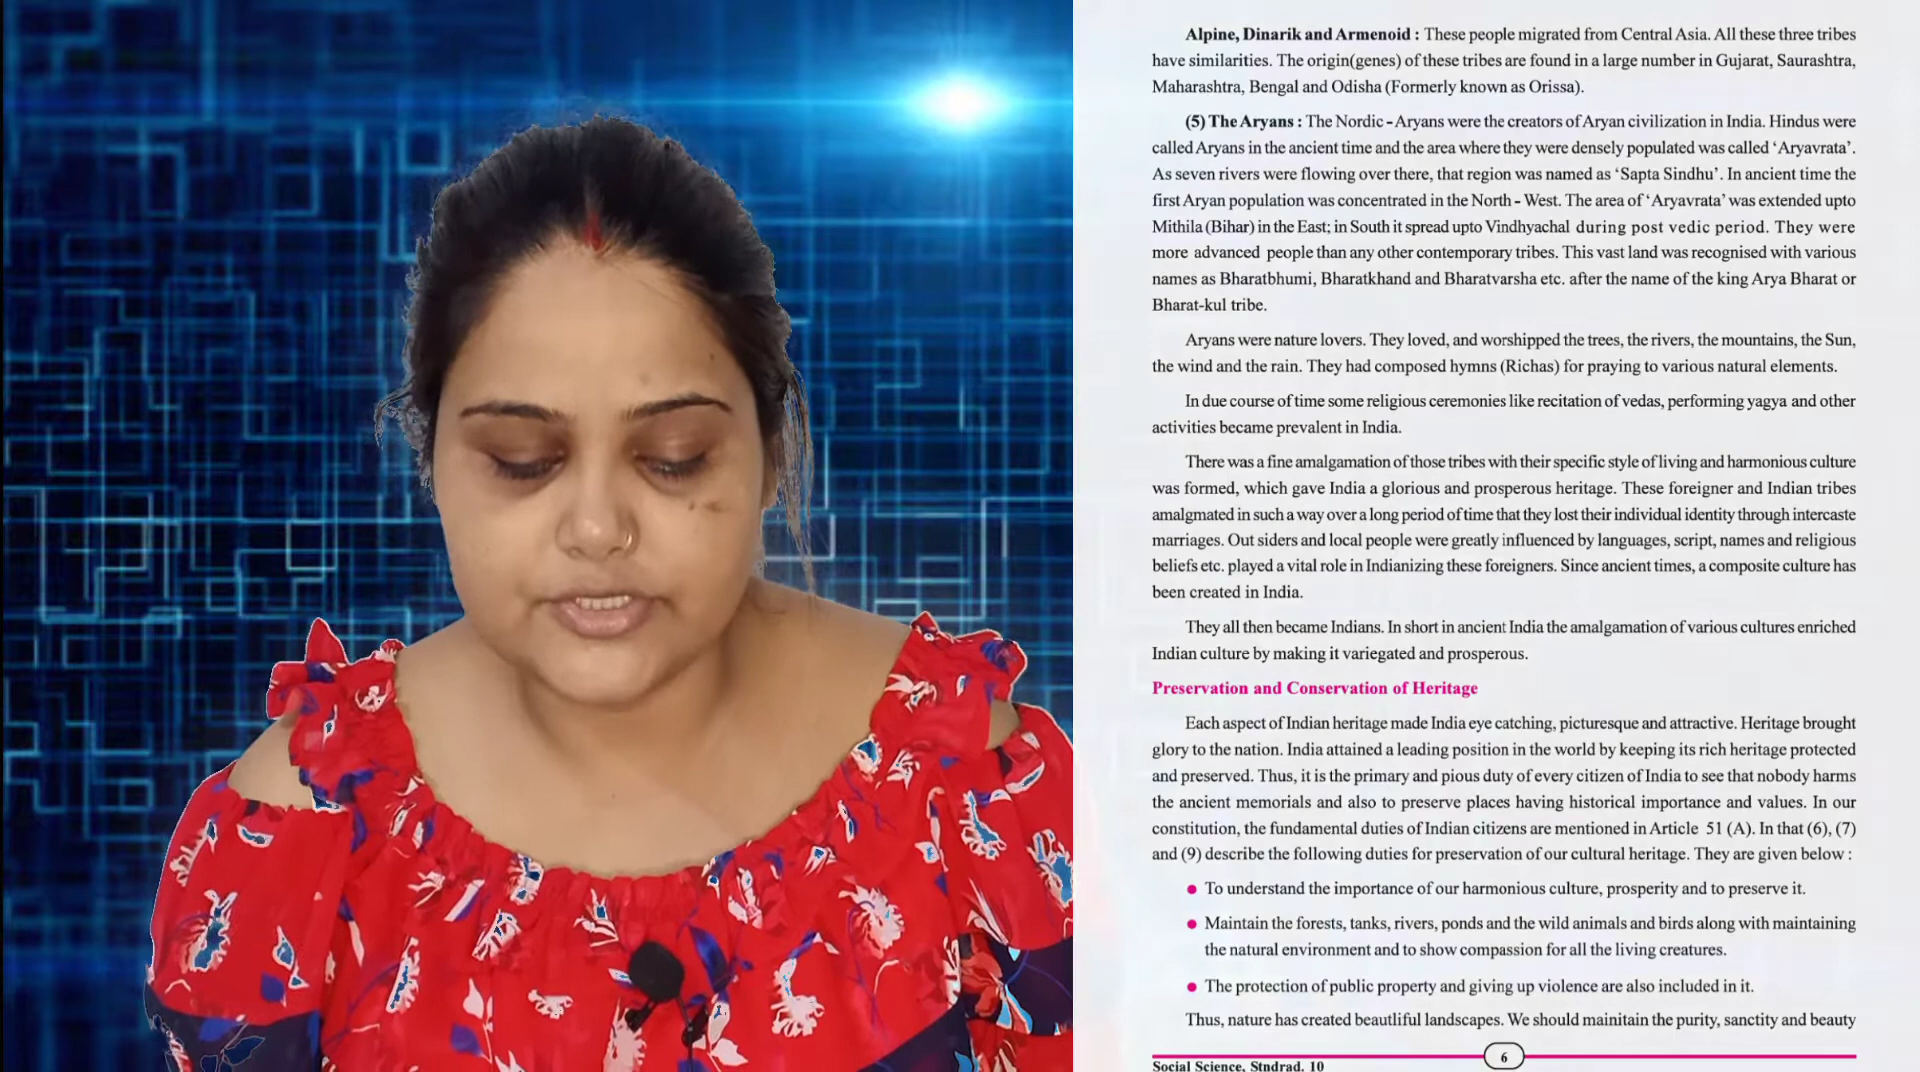 Alpine, Dinarik and Armenoid : These people migrated from Central Asia. All these three tribes
have similarities. The origin(genes) of these tribes are found in a large number in Gujarat, Saurashtra,
Maharashtra, Bengal and Odisha (Formerly known as Orissa).
(5) The Aryans : The Nordic - Aryans were the creators of Aryan civilization in India. Hindus were
called Aryans in the ancient time and the area where they were densely populated was called ‘Aryavrata’.
As seven rivers were flowing over there, that region was named as ‘Sapta Sindhu’. In ancient time the
first Aryan population was concentrated in the North - West. The area of ‘Aryavrata’ was extended upto
Mithila (Bihar) in the East; in South it spread upto Vindhyachal during post vedic period. They were
more advanced people than any other contemporary tribes. This vast land was recognised with various
names as Bharatbhumi, Bharatkhand and Bharatvarsha etc. after the name of the king Arya Bharat or
Bharat-kul tribe.
Aryans were nature lovers. They loved, and worshipped the trees, the rivers, the mountains, the Sun,
the wind and the rain. They had composed hymns (Richas) for praying to various natural elements.
In due course of time some religious ceremonies like recitation of vedas, performing yagya and other
activities became prevalent in India.
There was a fine amalgamation of those tribes with their specific style of living and harmonious culture
was formed, which gave India a glorious and prosperous heritage. These foreigner and Indian tribes
amalgmated in such a way over a long period of time that they lost their individual identity through intercaste
marriages. Out siders and local people were greatly influenced by languages, script, names and religious
beliefs etc. played a vital role in Indianizing these foreigners. Since ancient times, a composite culture has
been created in India.
They all then became Indians. In short in ancient India the amalgamation of various cultures enriched
Indian culture by making it variegated and prosperous.
Preservation and Conservation of Heritage
Each aspect of Indian heritage made India eye catching, picturesque and attractive. Heritage brought
glory to the nation. India attained a leading position in the world by keeping its rich heritage protected
and preserved. Thus, it is the primary and pious duty of every citizen of India to see that nobody harms
the ancient memorials and also to preserve places having historical importance and values. In our
constitution, the fundamental duties of Indian citizens are mentioned in Article 51 (A). In that (6), (7)
and (9) describe the following duties for preservation of our cultural heritage. They are given below :
● To understand the importance of our harmonious culture, prosperity and to preserve it.
● Maintain the forests, tanks, rivers, ponds and the wild animals and birds along with maintaining
the natural environment and to show compassion for all the living creatures.
● The protection of public property and giving up violence are also included in it.
Thus, nature has created beautliful landscapes. We should mainitain the purity, sanctity and beauty
6
Social Science, Stndrad. 10